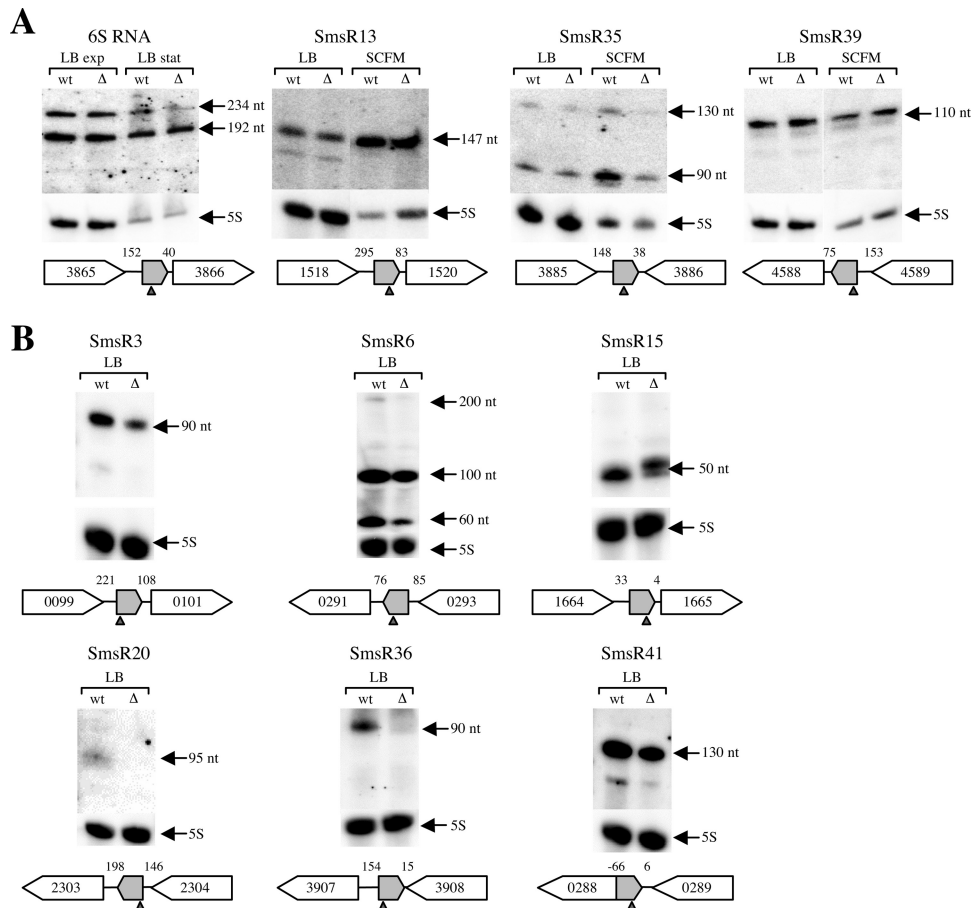 A
6S RNA SmsR13 SmsR35 SmsR39
LB exp LB stat LB SCFM LB SCFM LB SCFM
wt Δ wt Δ wt Δ wt Δ wt Δ wt Δ wt Δ wt Δ
234 nt
192 nt
147 nt
130 nt
90 nt
110 nt
5S 5S 5S 5S
152 40 295 83 148 38 75 153
3865 3866 1518 1520 3885 3886 4588 4589
B
SmsR3 SmsR6 SmsR15
LB LB LB
wt Δ wt Δ wt Δ
90 nt
200 nt
100 nt
60 nt
50 nt
5S 5S 5S
221 108 76 85 33 4
0099 0101 0291 0293 1664 1665
SmsR20 SmsR36 SmsR41
LB LB LB
wt Δ wt Δ wt Δ
95 nt
90 nt
130 nt
5S 5S 5S
198 146 154 15 -66 6
2303 2304 3907 3908 0288 0289